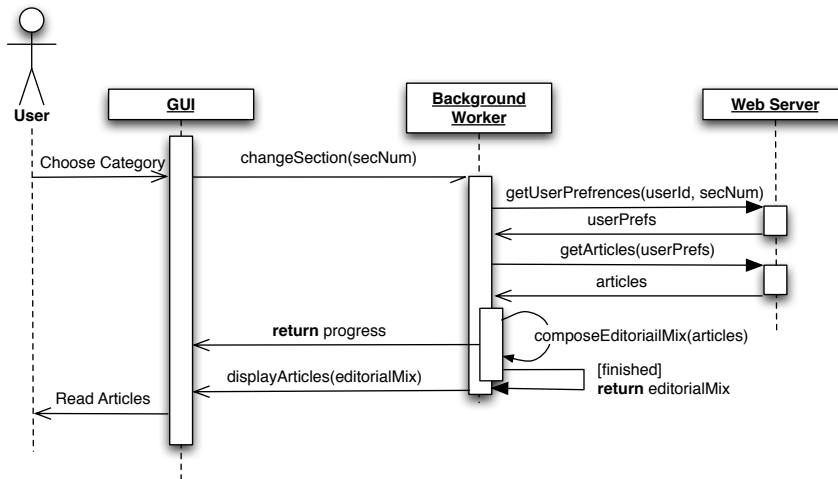 User
GUI
Background
Worker
Web Server
Choose Category
changeSection(secNum)
getUserPrefrences(userId, secNum)
userPrefs
getArticles(userPrefs)
articles
return progress
composeEditoriailMix(articles)
[finished]
return editorialMix
displayArticles(editorialMix)
Read Articles